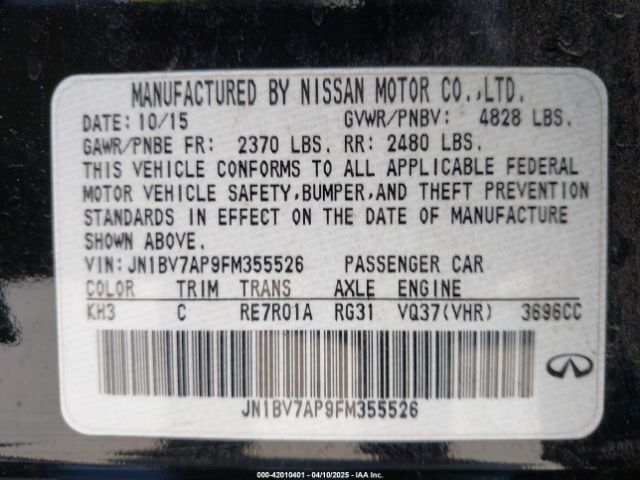 MANUFACTURED BY NISSAN MOTOR CO.,LTD.
DATE: 10/15 GVWR/PNBV: 4828 LBS.
GAWR/PNBE FR: 2370 LBS. RR: 2480 LBS.
THIS VEHICLE CONFORMS TO ALL APPLICABLE FEDERAL
MOTOR VEHICLE SAFETY,BUMPER,AND THEFT PREVENTION
STANDARDS IN EFFECT ON THE DATE OF MANUFACTURE
SHOWN ABOVE.
VIN:JN1BV7AP9FM355526 PASSENGER CAR
COLOR TRIM TRANS AXLE ENGINE
KH3 C RE7R01A RG31 VQ37(VHR) 3696CC
JN1BV7AP9FM355526
000-42010401 - 04/10/2025 - IAAI.COM